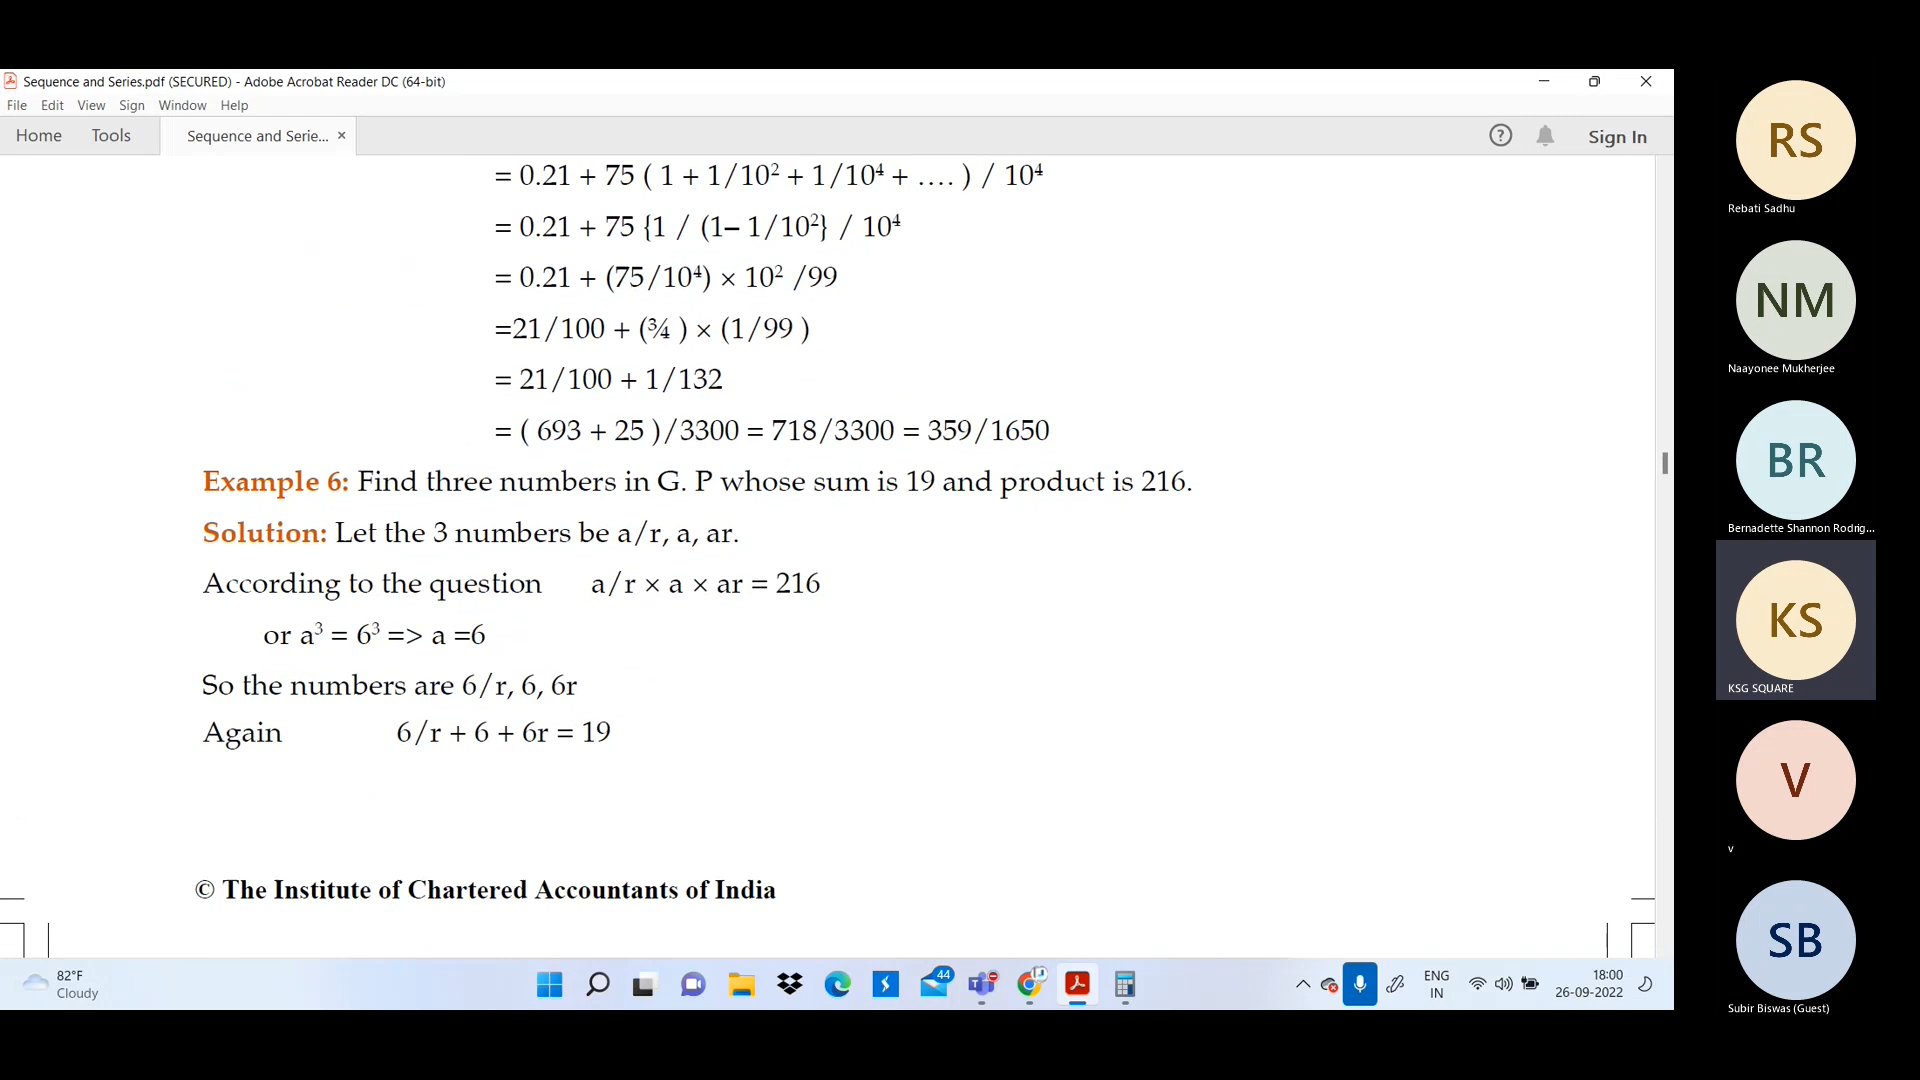 Sequence and Series.pdf (SECURED) - Adobe Acrobat Reader DC (64-bit)
File Edit View Sign Window Help
Home Tools Sequence and Serie... × Sign In
= 0.21 + 75 ( 1 + 1/10² + 1/10⁴ + .... ) / 10⁴
= 0.21 + 75 {1 / (1– 1/10²} / 10⁴
= 0.21 + (75/10⁴) × 10² /99
=21/100 + (¾ ) × (1/99 )
= 21/100 + 1/132
= ( 693 + 25 )/3300 = 718/3300 = 359/1650
Example 6: Find three numbers in G. P whose sum is 19 and product is 216.
Solution: Let the 3 numbers be a/r, a, ar.
According to the question a/r × a × ar = 216
or a³ = 6³ => a =6
So the numbers are 6/r, 6, 6r
Again 6/r + 6 + 6r = 19
© The Institute of Chartered Accountants of India
82°F
Cloudy
44
ENG
IN
18:00
26-09-2022
RS
Rebati Sadhu
NM
Naayonee Mukherjee
BR
Bernadette Shannon Rodrig...
KS
KSG SQUARE
V
v
SB
Subir Biswas (Guest)